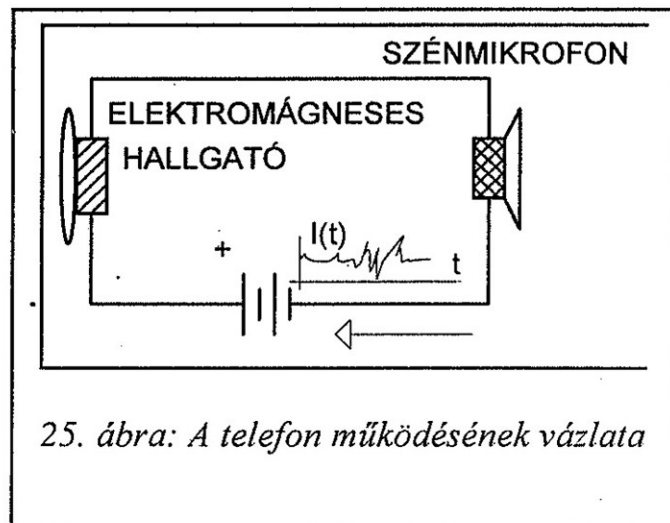 SZÉNMIKROFON
ELEKTROMÁGNESES
HALLGATÓ
+
I(t)
t
25. ábra: A telefon működésének vázlata